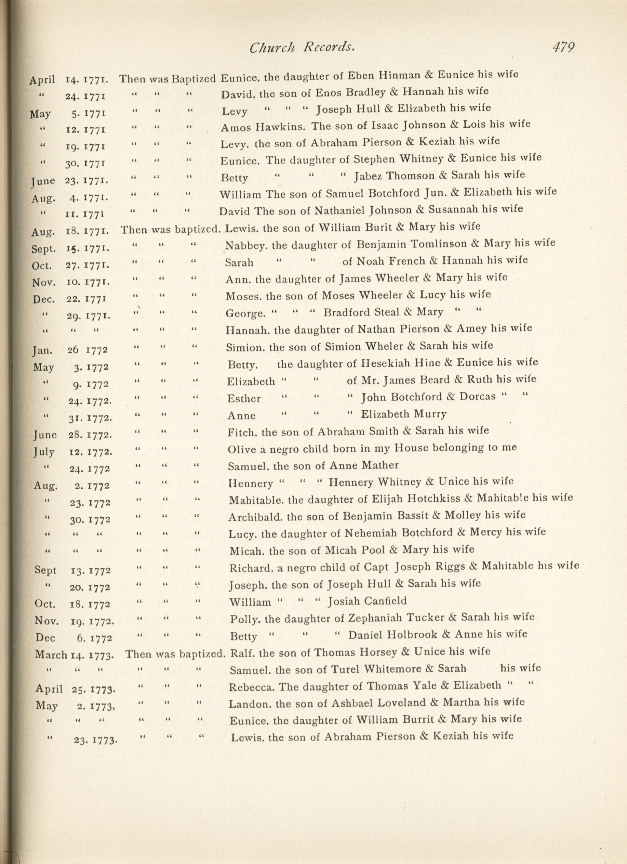 Church Records. 479
April 14. 1771. Then was Baptized Eunice, the daughter of Eben Hinman & Eunice his wife
" 24. 1771 " " " David. the son of Enos Bradley & Hannah his wife
May 5. 1771. " " " Levy " " " Joseph Hull & Elizabeth his wife
" 12. 1771 " " " Amos Hawkins. The son of Isaac Johnson & Lois his wife
" 19. 1771 " " " Levy. the son of Abraham Pierson & Keziah his wife
" 30. 1771 " " " Eunice. The daughter of Stephen Whitney & Eunice his wife
June 23. 1771. " " " Betty " " " Jabez Thomson & Sarah his wife
Aug. 4. 1771. " " " William The son of Samuel Botchford Jun. & Elizabeth his wife
" 11. 1771 " " " David The son of Nathaniel Johnson & Susannah his wife
Aug. 18. 1771. Then was baptized. Lewis. the son of William Burit & Mary his wife
Sept. 15. 1771. " " " Nabbey. the daughter of Benjamin Tomlinson & Mary his wife
Oct. 27. 1771. " " " Sarah " " of Noah French & Hannah his wife
Nov. 10. 1771. " " " Ann. the daughter of James Wheeler & Mary his wife
Dec. 22. 1771 " " " Moses. the son of Moses Wheeler & Lucy his wife
" 29. 1771. " " " George. " " " Bradford Steal & Mary " "
" " " " " " Hannah. the daughter of Nathan Pierson & Amey his wife
Jan. 26 1772 " " " Simion. the son of Simion Wheler & Sarah his wife
May 3. 1772 " " " Betty. the daughter of Hesekiah Hine & Eunice his wife
" 9. 1772 " " " Elizabeth " " of Mr. James Beard & Ruth his wife
" 24. 1772. " " " Esther " " " John Botchford & Dorcas " "
" 31. 1772. " " " Anne " " " Elizabeth Murry
June 28. 1772. " " " Fitch. the son of Abraham Smith & Sarah his wife
July 12. 1772. " " " Olive a negro child born in my House belonging to me
" 24. 1772 " " " Samuel. the son of Anne Mather
Aug. 2. 1772 " " " Hennery " " " Hennery Whitney & Unice his wife
" 23. 1772 " " " Mahitable. the daughter of Elijah Hotchkiss & Mahitable his wife
" 30. 1772 " " " Archibald. the son of Benjamin Bassit & Molley his wife
" " " " " " Lucy. the daughter of Nehemiah Botchford & Mercy his wife
" " " " " " Micah. the son of Micah Pool & Mary his wife
Sept 13. 1772 " " " Richard. a negro child of Capt Joseph Riggs & Mahitable his wife
" 20. 1772 " " " Joseph. the son of Joseph Hull & Sarah his wife
Oct. 18. 1772 " " " William " " " Josiah Canfield
Nov. 19. 1772. " " " Polly. the daughter of Zephaniah Tucker & Sarah his wife
Dec 6. 1772 " " " Betty " " " Daniel Holbrook & Anne his wife
March 14. 1773. Then was baptized. Ralf. the son of Thomas Horsey & Unice his wife
" " " " " " Samuel. the son of Turel Whitemore & Sarah his wife
April 25. 1773. " " " Rebecca. The daughter of Thomas Yale & Elizabeth " "
May 2. 1773. " " " Landon. the son of Ashbael Loveland & Martha his wife
" " " " " " Eunice. the daughter of William Burrit & Mary his wife
" 23. 1773. " " " Lewis. the son of Abraham Pierson & Keziah his wife